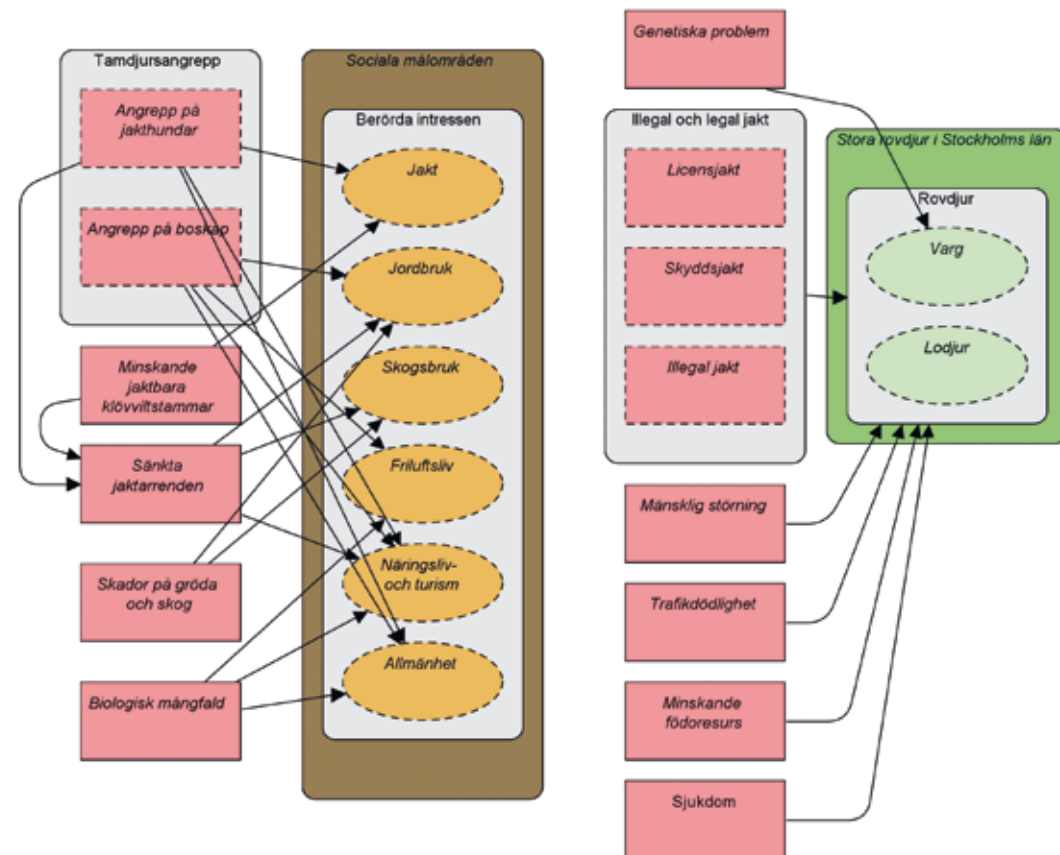 Tamdjursangrepp
Angrepp på
jakthundar
Angrepp på boskap
Minskande
jaktbara
klövviltstammar
Sänkta
jaktarrenden
Skador på gröda
och skog
Biologisk mångfald
Sociala målområden
Berörda intressen
Jakt
Jordbruk
Skogsbruk
Friluftsliv
Näringsliv-
och turism
Allmänhet
Genetiska problem
Illegal och legal jakt
Licensjakt
Skyddsjakt
Illegal jakt
Mänsklig störning
Trafikdödlighet
Minskande
födoresurs
Sjukdom
Stora rovdjur i Stockholms län
Rovdjur
Varg
Lodjur